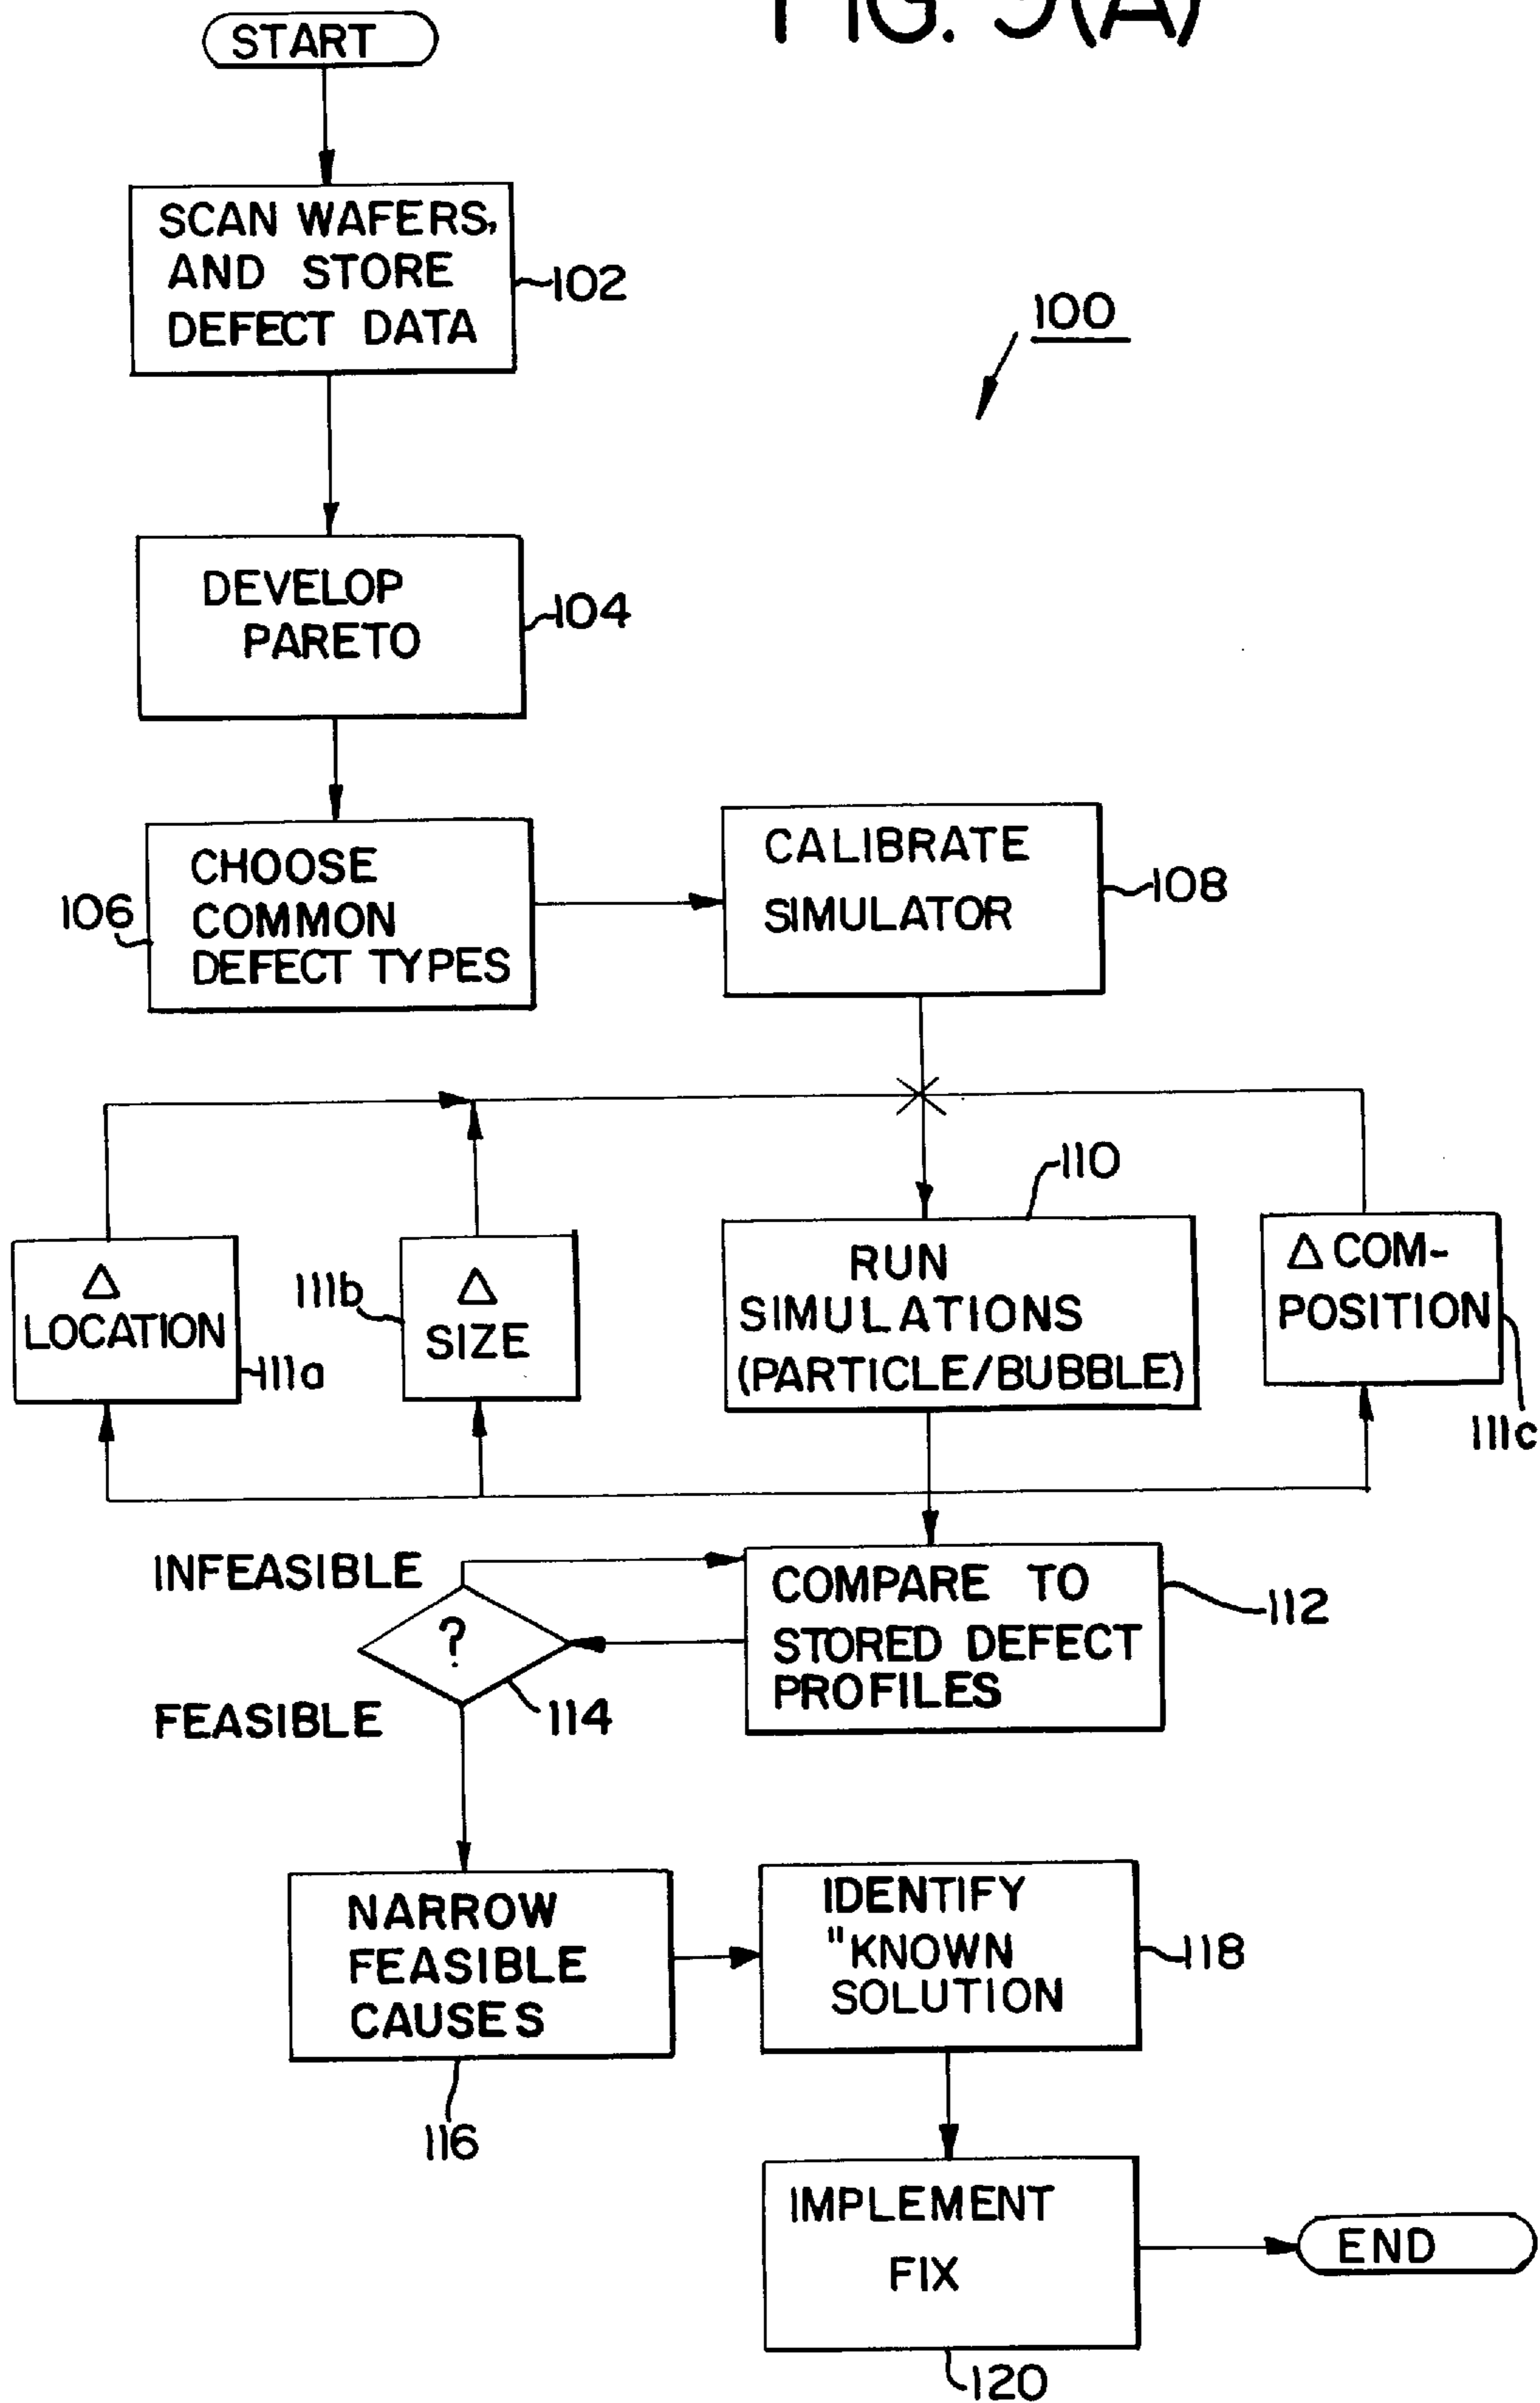 FIG.
START
SCAN WAFERS,
AND STORE
DEFECT DATA
102
100
DEVELOP
PARETO
104
CHOOSE
COMMON
DEFECT TYPES
106
CALIBRATE
SIMULATOR
108
110
Δ
LOCATION
111a
111b
Δ
SIZE
RUN
SIMULATIONS
(PARTICLE/BUBBLE)
Δ COM-
POSITION
111c
INFEASIBLE
?
FEASIBLE
114
COMPARE TO
STORED DEFECT
PROFILES
112
NARROW
FEASIBLE
CAUSES
116
IDENTIFY
"KNOWN
SOLUTION
118
IMPLEMENT
FIX
120
END